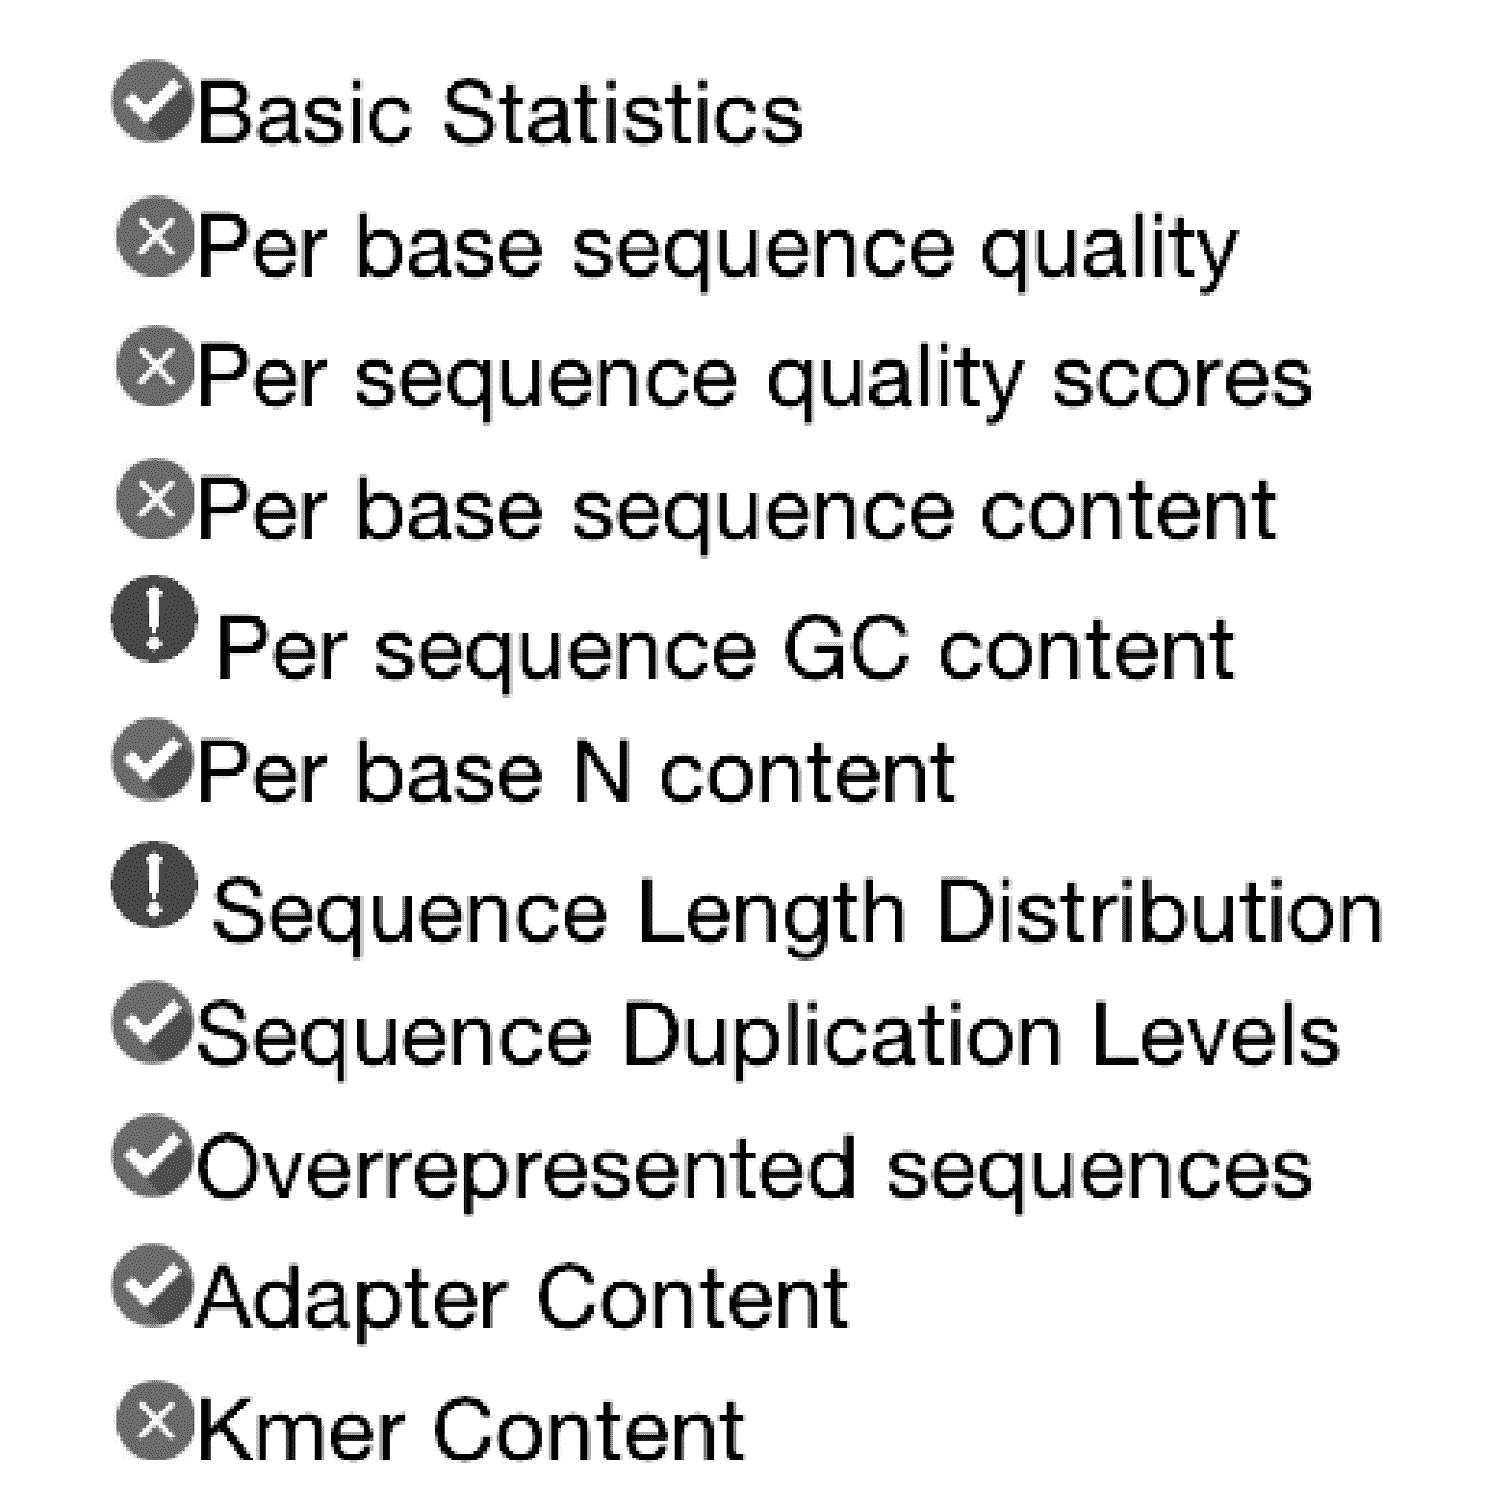 Basic Statistics
Per base sequence quality
Per sequence quality scores
Per base sequence content
Per sequence GC content
Per base N content
Sequence Length Distribution
Sequence Duplication Levels
Overrepresented sequences
Adapter Content
Kmer Content